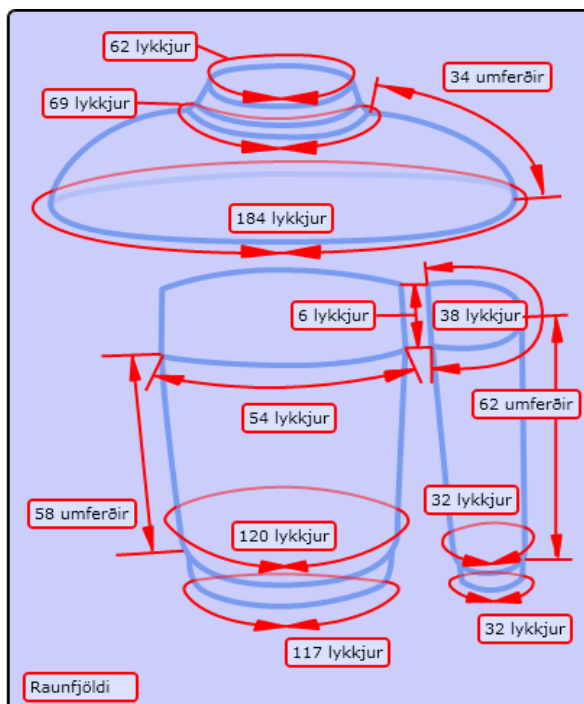 62 lykkjur
34 umferðir
69 lykkjur
184 lykkjur
6 lykkjur
38 lykkjur
54 lykkjur
62 umferðir
32 lykkjur
58 umferðir
120 lykkjur
32 lykkjur
117 lykkjur
Raunfjöldi